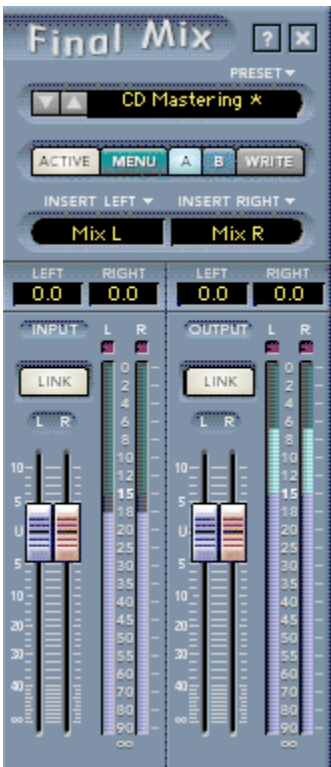 Final Mix ? X
PRESET
CD Mastering *
ACTIVE MENU A B WRITE
INSERT LEFT INSERT RIGHT
Mix L Mix R
LEFT RIGHT LEFT RIGHT
0.0 0.0 0.0 0.0
INPUT L R OUTPUT L R
0 0
LINK 2 LINK 2
4 4
L R 6 L R 6
8 8
10 10 10 10
12 12
5 15 5 15
18 18
U 20 U 20
25 25
5 30 5 30
35 35
10 40 10 40
45 45
20 50 20 50
30 55 30 55
60 60
40 70 40 70
∞ 80 ∞ 80
90 90
∞ ∞